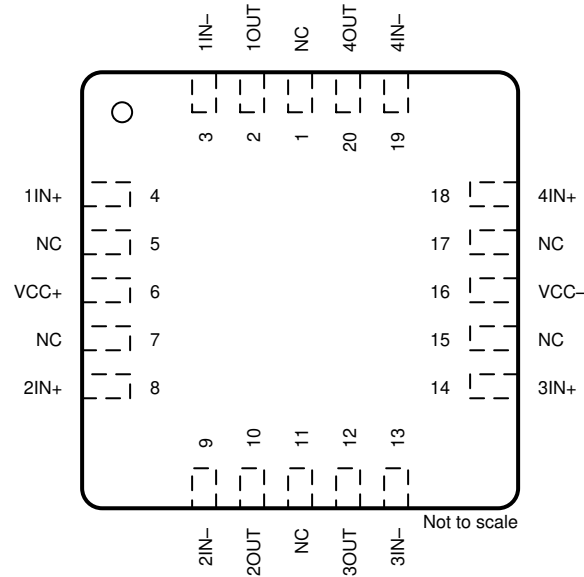 1IN–
1OUT
NC
4OUT
4IN–
3
2
1
20
19
1IN+ 4
18 4IN+
NC 5
17 NC
VCC+ 6
16 VCC–
NC 7
15 NC
2IN+ 8
14 3IN+
9
10
11
12
13
Not to scale
2IN–
2OUT
NC
3OUT
3IN–